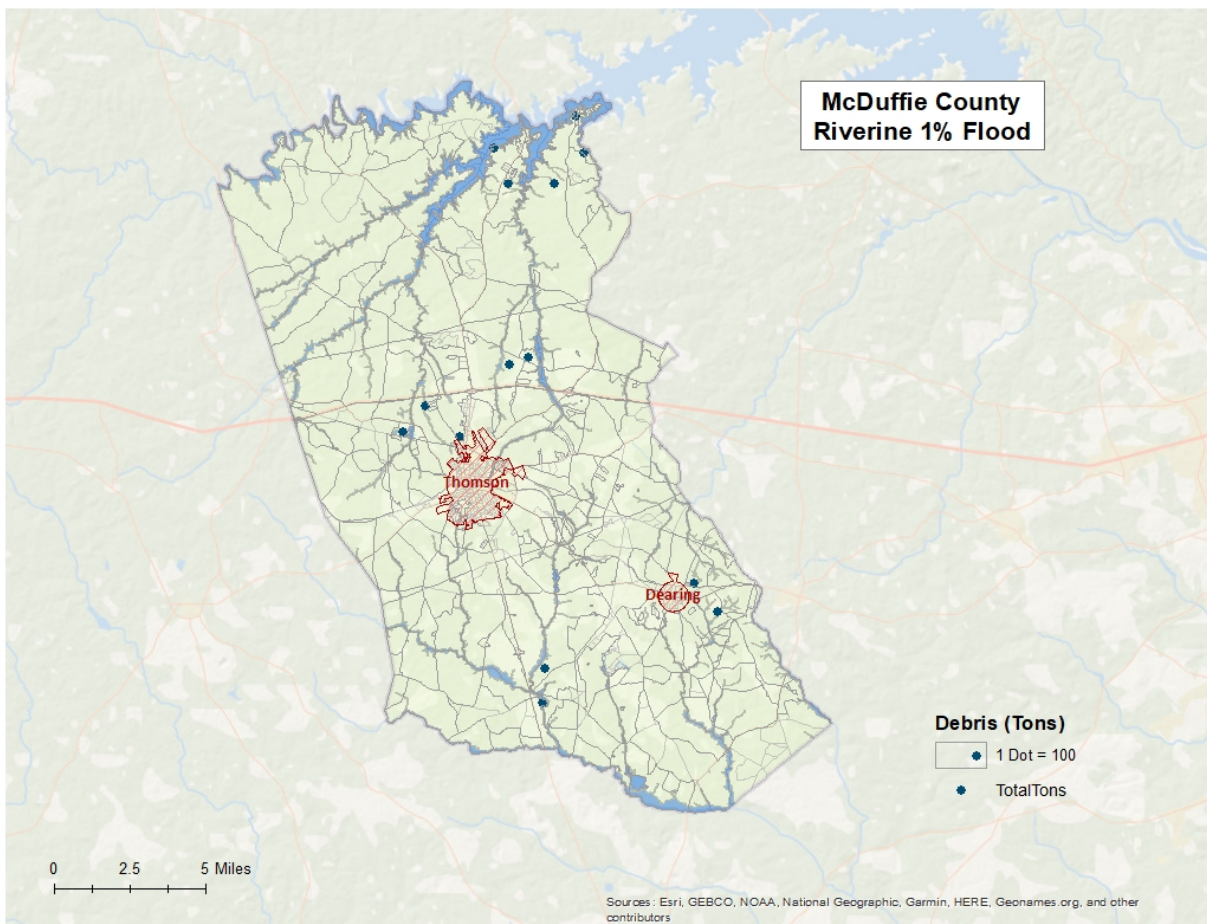 McDuffie County
Riverine 1% Flood
Thomson
Dearing
Debris (Tons)
1 Dot = 100
TotalTons
0 2.5 5 Miles
Sources: Esri, GEBCO, NOAA, National Geographic, Garmin, HERE, Geonames.org, and other
contributors